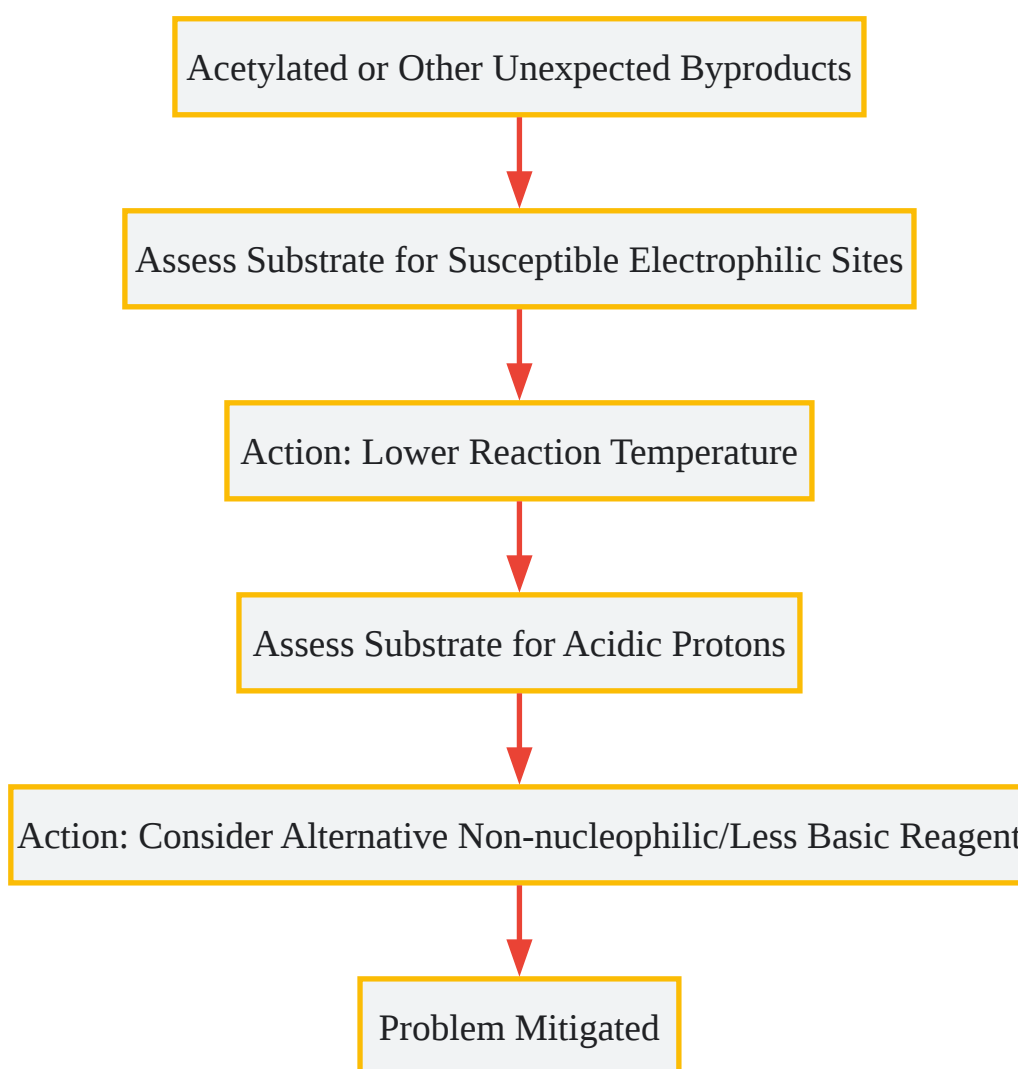 Acetylated or Other Unexpected Byproducts
Assess Substrate for Susceptible Electrophilic Sites
Action: Lower Reaction Temperature
Assess Substrate for Acidic Protons
Action: Consider Alternative Non-nucleophilic/Less Basic Reagent
Problem Mitigated